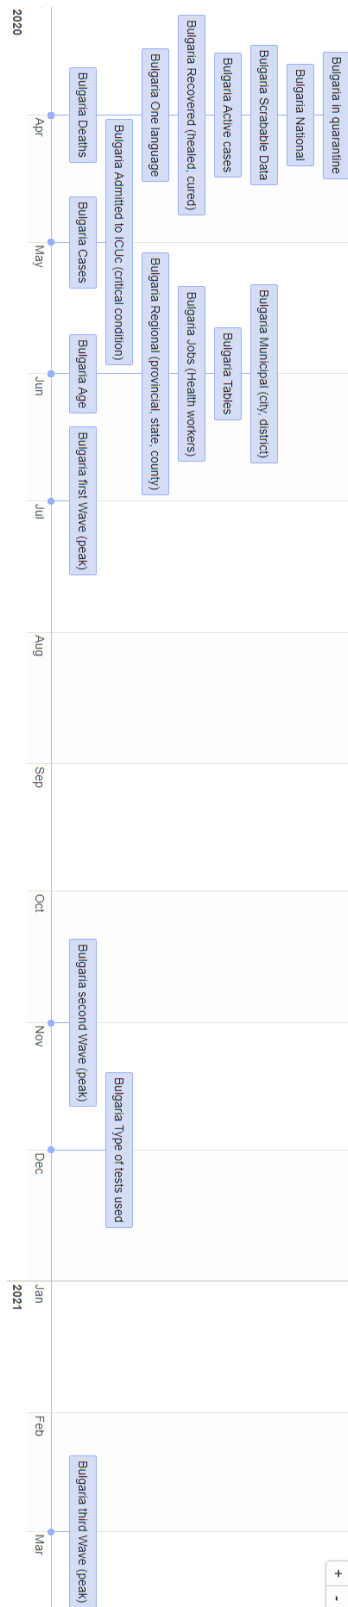 Bulgaria in quarantine
Bulgaria National
Bulgaria Scrabable Data
Bulgaria Active cases
Bulgaria Recovered (healed, cured)
Bulgaria One language
Bulgaria Admitted to ICUc (critical condition)
Bulgaria Deaths
Bulgaria Municipal (city, district)
Bulgaria Tables
Bulgaria Jobs (Health workers)
Bulgaria Regional (provincial, state, county)
Bulgaria Cases
Bulgaria Age
Bulgaria first Wave (peak)
Bulgaria Type of tests used
Bulgaria second Wave (peak)
Bulgaria third Wave (peak)
Apr
May
Jun
Jul
Aug
Sep
Oct
Nov
Dec
Jan
Feb
Mar
2020
2021
+
-